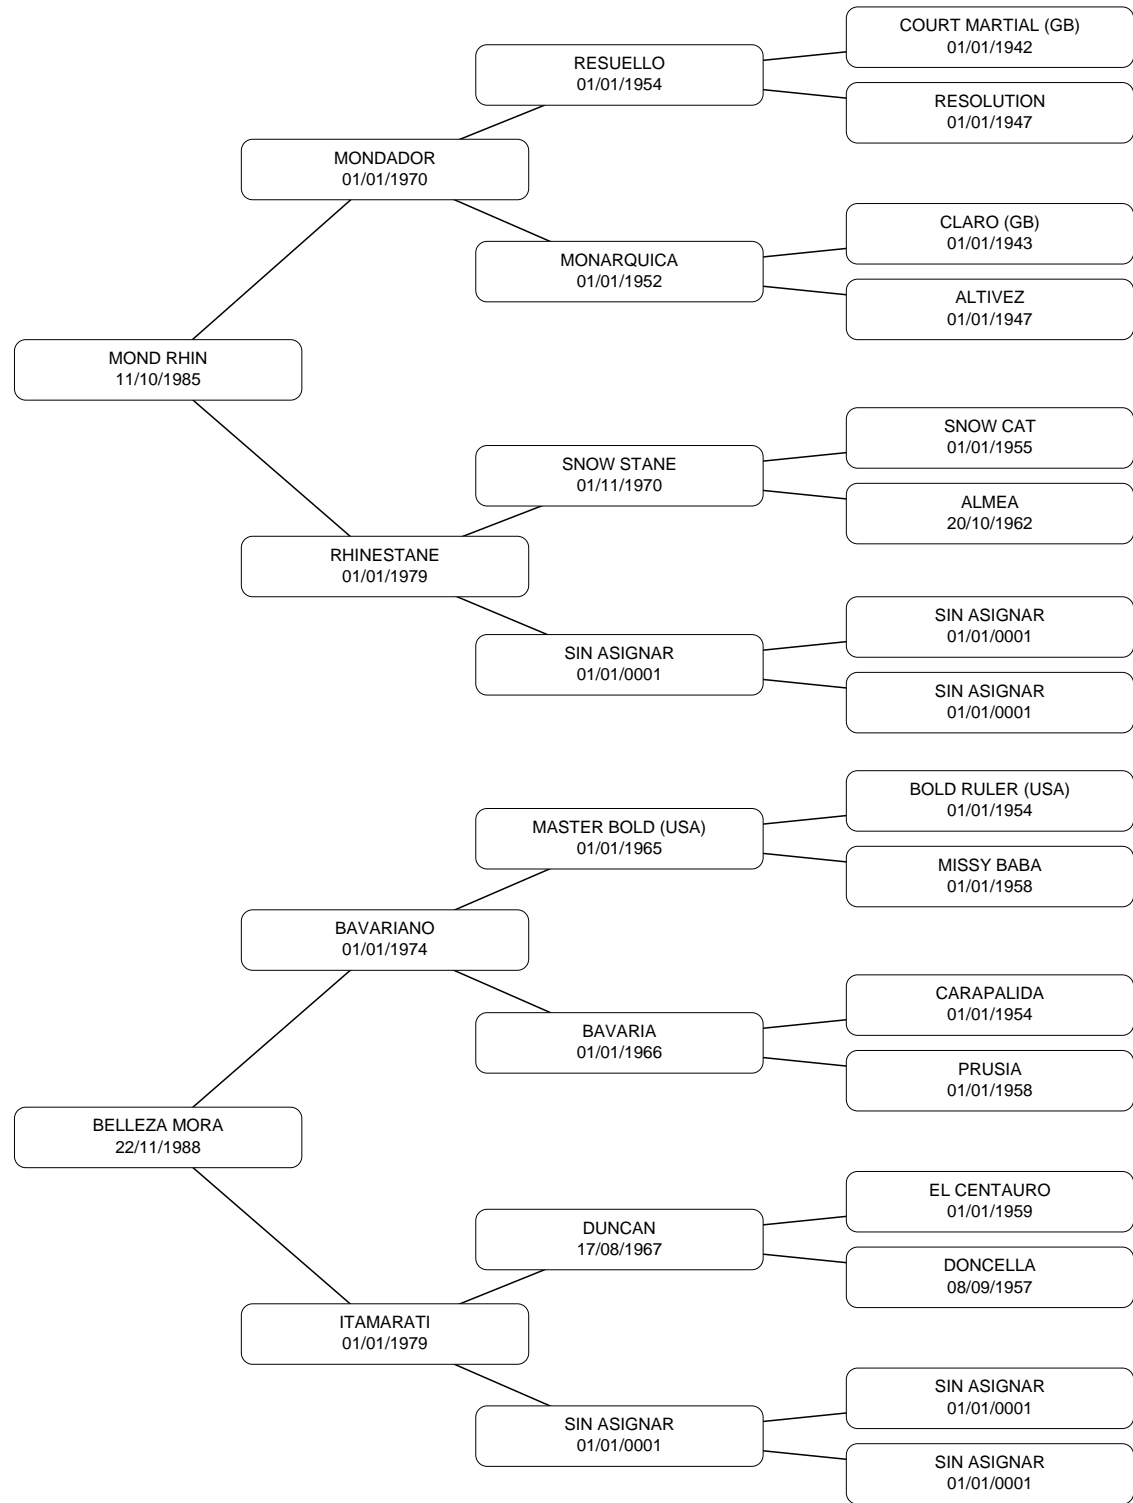 COURT MARTIAL (GB)
01/01/1942
RESUELLO
01/01/1954
RESOLUTION
01/01/1947
MONDADOR
01/01/1970
CLARO (GB)
01/01/1943
MONARQUICA
01/01/1952
ALTIVEZ
01/01/1947
MOND RHIN
11/10/1985
SNOW CAT
01/01/1955
SNOW STANE
01/11/1970
ALMEA
20/10/1962
RHINESTANE
01/01/1979
SIN ASIGNAR
01/01/0001
SIN ASIGNAR
01/01/0001
SIN ASIGNAR
01/01/0001
BOLD RULER (USA)
01/01/1954
MASTER BOLD (USA)
01/01/1965
MISSY BABA
01/01/1958
BAVARIANO
01/01/1974
CARAPALIDA
01/01/1954
BAVARIA
01/01/1966
PRUSIA
01/01/1958
BELLEZA MORA
22/11/1988
EL CENTAURO
01/01/1959
DUNCAN
17/08/1967
DONCELLA
08/09/1957
ITAMARATI
01/01/1979
SIN ASIGNAR
01/01/0001
SIN ASIGNAR
01/01/0001
SIN ASIGNAR
01/01/0001